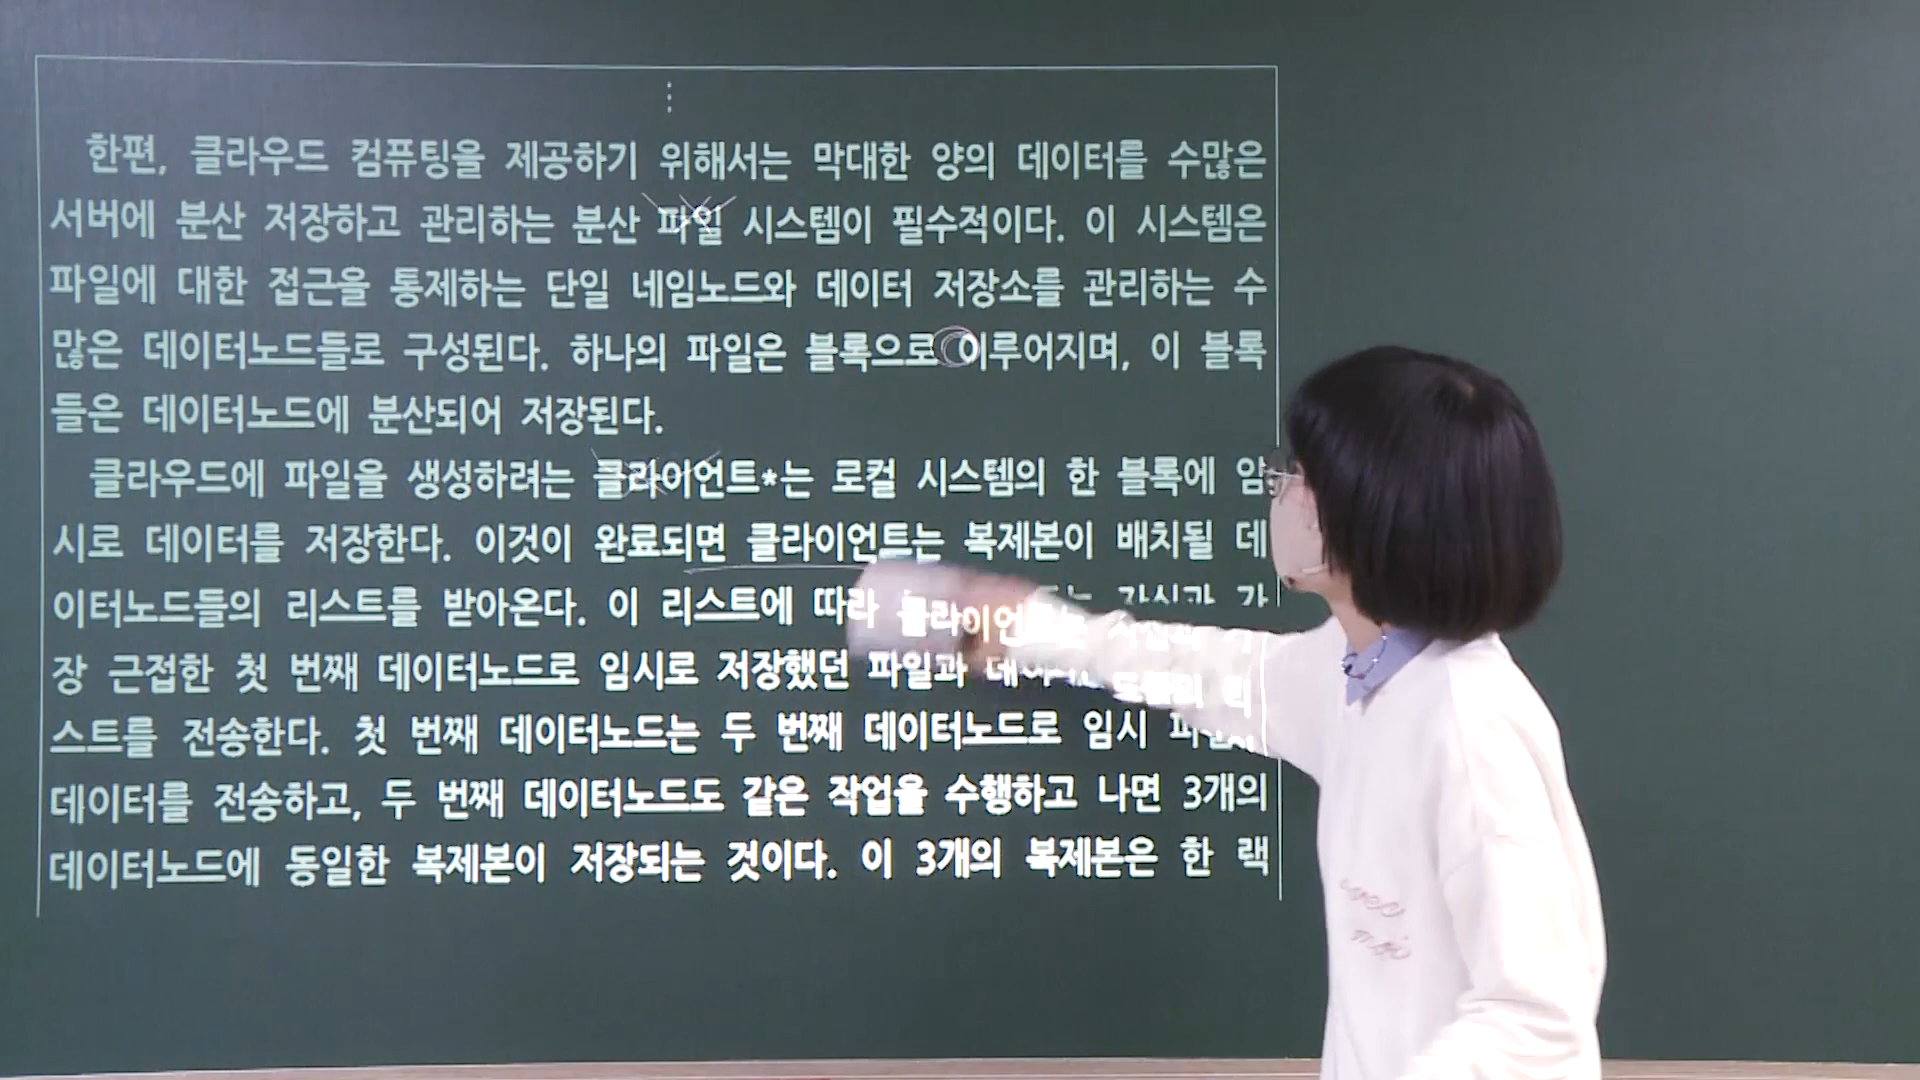 한편, 클라우드 컴퓨팅을 제공하기 위해서는 막대한 양의 데이터를 수많은
서버에 분산 저장하고 관리하는 분산 파일 시스템이 필수적이다. 이 시스템은
파일에 대한 접근을 통제하는 단일 네임노드와 데이터 저장소를 관리하는 수
많은 데이터노드들로 구성된다. 하나의 파일은 블록으로 이루어지며, 이 블록
들은 데이터노드에 분산되어 저장된다.
클라우드에 파일을 생성하려는 클라이언트*는 로컬 시스템의 한 블록에 암
시로 데이터를 저장한다. 이것이 완료되면 클라이언트는 복제본이 배치될 데
이터노드들의 리스트를 받아온다. 이 리스트에 따라 클라이언트는 자신과 가
장 근접한 첫 번째 데이터노드로 임시로 저장했던 파일과 리
스트를 전송한다. 첫 번째 데이터노드는 두 번째 데이터노드로 임시
데이터를 전송하고, 두 번째 데이터노드도 같은 작업을 수행하고 나면 3개의
데이터노드에 동일한 복제본이 저장되는 것이다. 이 3개의 복제본은 한 랙